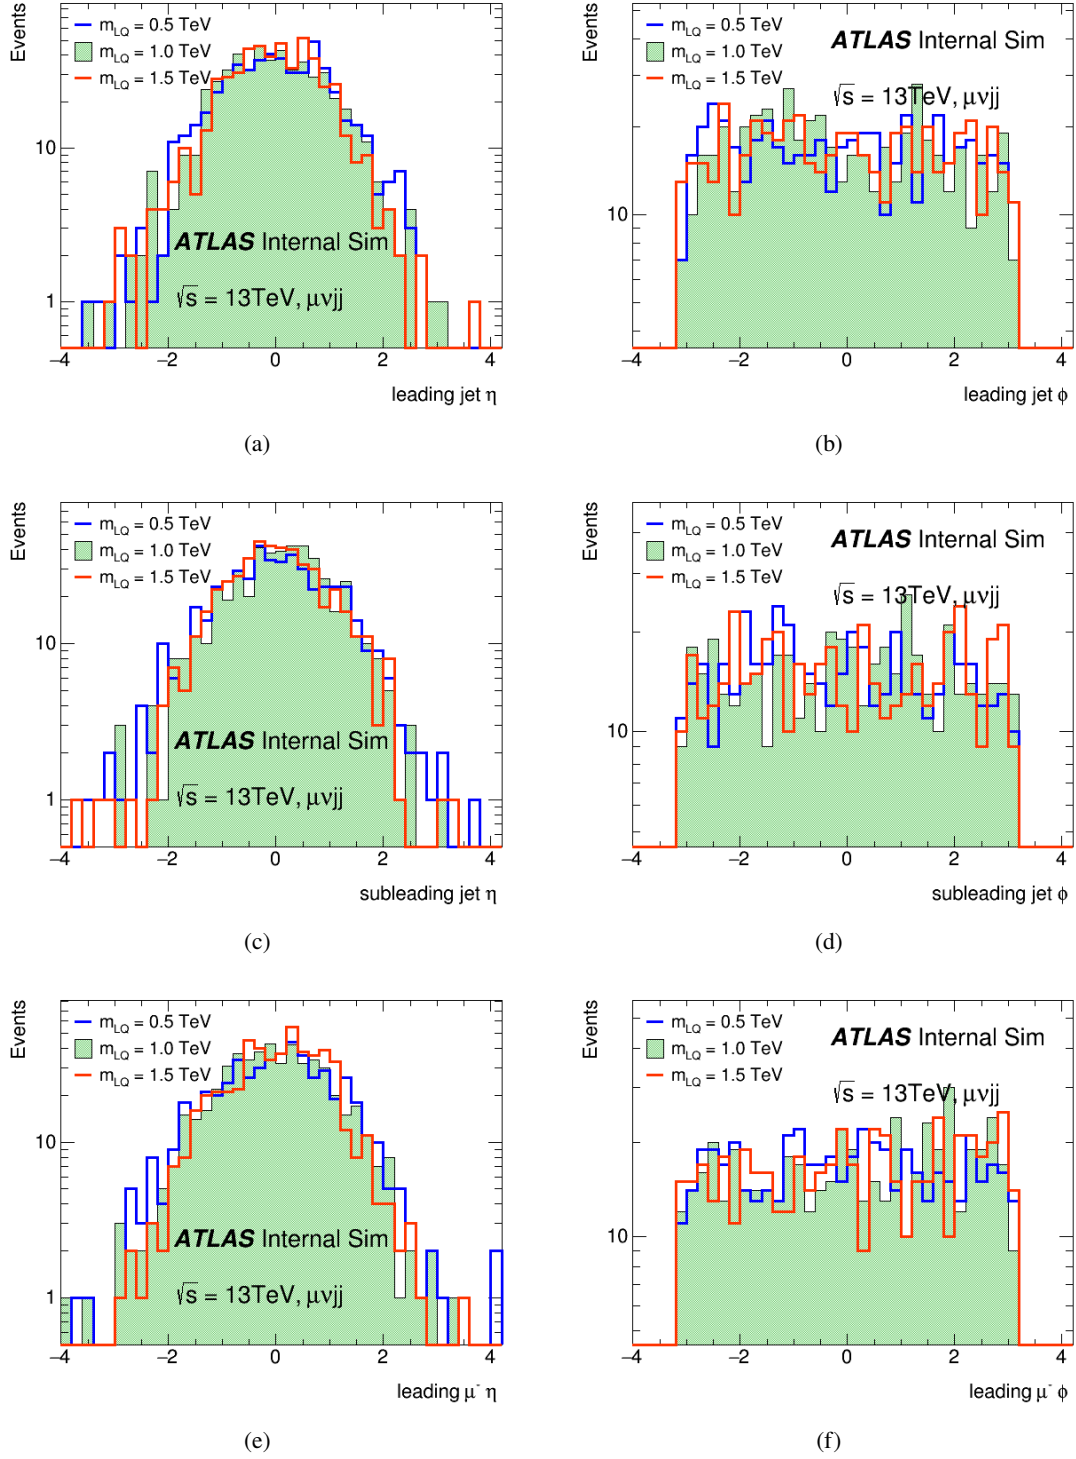 Events
m_LQ = 0.5 TeV
m_LQ = 1.0 TeV
m_LQ = 1.5 TeV
10
1
ATLAS Internal Sim
√s = 13TeV, μνjj
−4 −2 0 2 4
leading jet η
(a)
Events
m_LQ = 0.5 TeV
m_LQ = 1.0 TeV
m_LQ = 1.5 TeV
ATLAS Internal Sim
√s = 13TeV, μνjj
10
−4 −2 0 2 4
leading jet ϕ
(b)
Events
m_LQ = 0.5 TeV
m_LQ = 1.0 TeV
m_LQ = 1.5 TeV
10
1
ATLAS Internal Sim
√s = 13TeV, μνjj
−4 −2 0 2 4
subleading jet η
(c)
Events
m_LQ = 0.5 TeV
m_LQ = 1.0 TeV
m_LQ = 1.5 TeV
ATLAS Internal Sim
√s = 13TeV, μνjj
10
−4 −2 0 2 4
subleading jet ϕ
(d)
Events
m_LQ = 0.5 TeV
m_LQ = 1.0 TeV
m_LQ = 1.5 TeV
10
1
ATLAS Internal Sim
√s = 13TeV, μνjj
−4 −2 0 2 4
leading μ⁻ η
(e)
Events
m_LQ = 0.5 TeV
m_LQ = 1.0 TeV
m_LQ = 1.5 TeV
ATLAS Internal Sim
√s = 13TeV, μνjj
10
−4 −2 0 2 4
leading μ⁻ ϕ
(f)